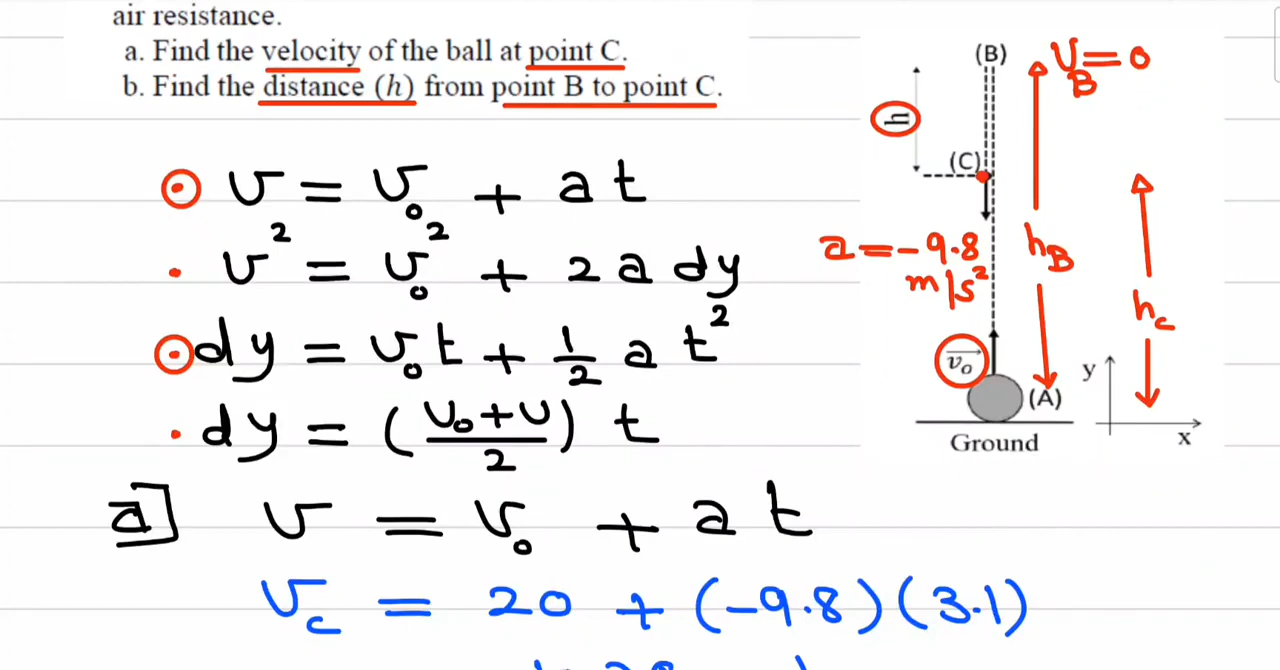 air resistance.
a. Find the velocity of the ball at point C.
b. Find the distance (h) from point B to point C.
v = v₀ + at
v² = v₀² + 2a dy
dy = v₀t + 1/2 a t²
dy = (v₀+v/2) t
a] v = v₀ + at
v_c = 20 + (-9.8)(3.1)
(B)
V_B = 0
h
(C)
a = -9.8
m/s²
h_B
h_c
v₀
(A)
y
x
Ground